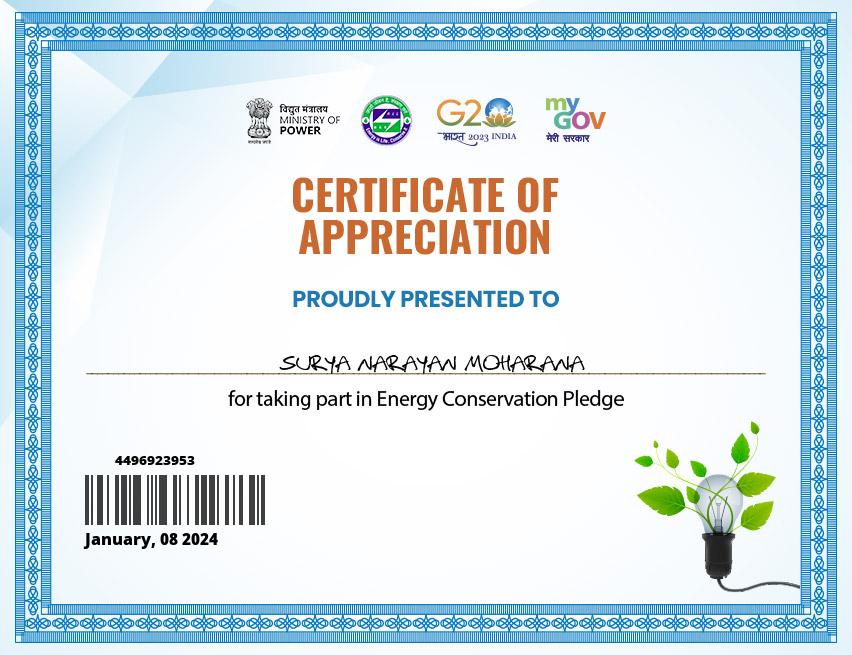 विद्युत मंत्रालय
MINISTRY OF
POWER
सत्यमेव जयते
G20
भारत 2023 INDIA
my
GOV
मेरी सरकार
CERTIFICATE OF
APPRECIATION
PROUDLY PRESENTED TO
SURYA NARAYAN MOHARANA
for taking part in Energy Conservation Pledge
4496923953
January, 08 2024